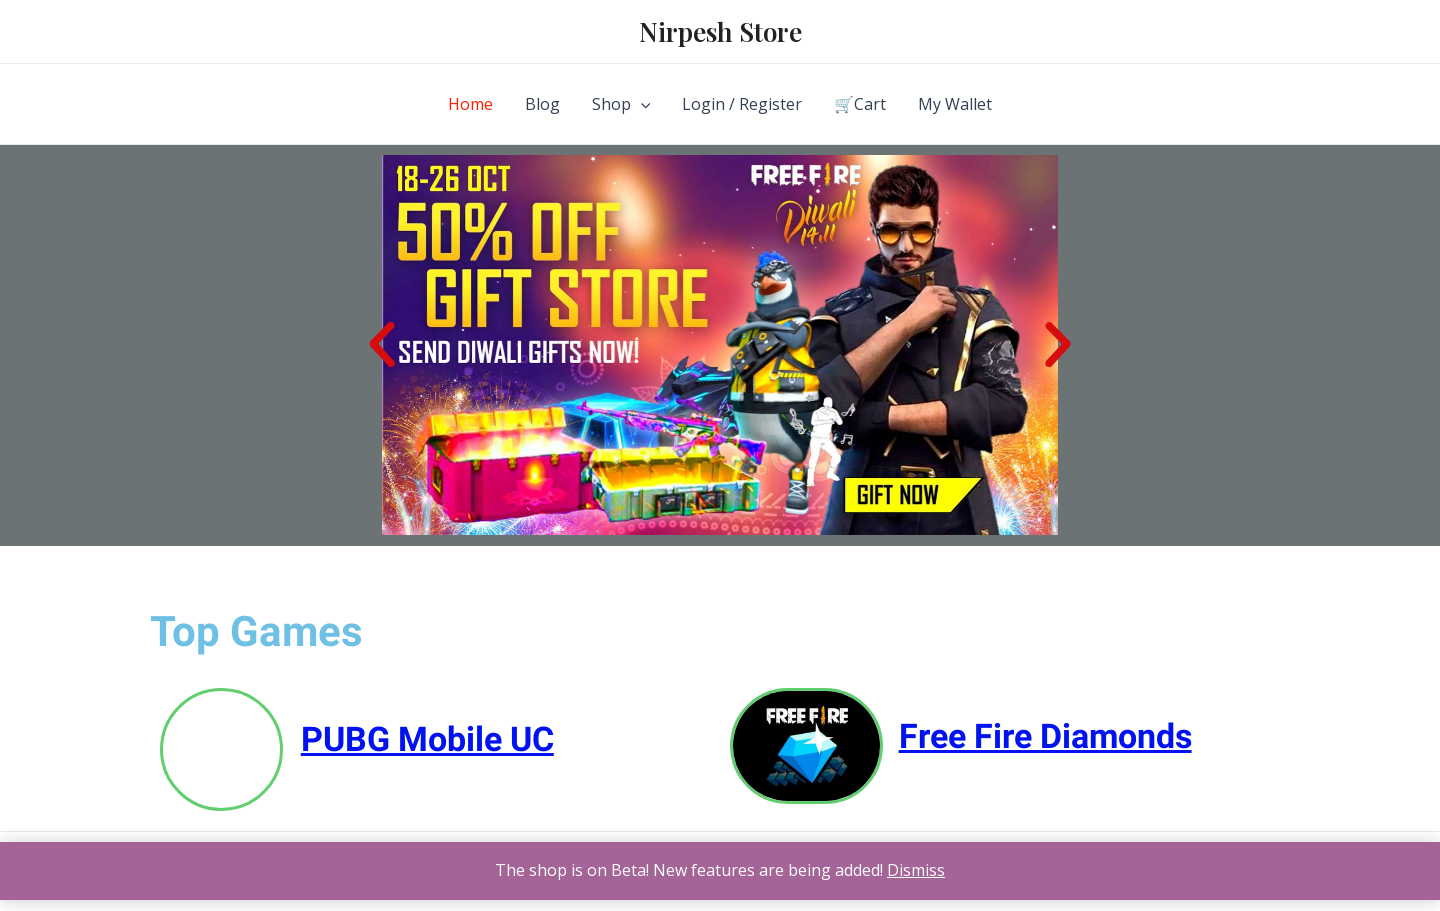 Nirpesh Store
Home Blog Shop Login / Register 🛒Cart My Wallet
18-26 OCT
50% OFF
GIFT STORE
SEND DIWALI GIFTS NOW!
FREE FIRE
Diwali
14.11
GIFT NOW
Top Games
PUBG Mobile UC
FREE FIRE
Free Fire Diamonds
The shop is on Beta! New features are being added! Dismiss